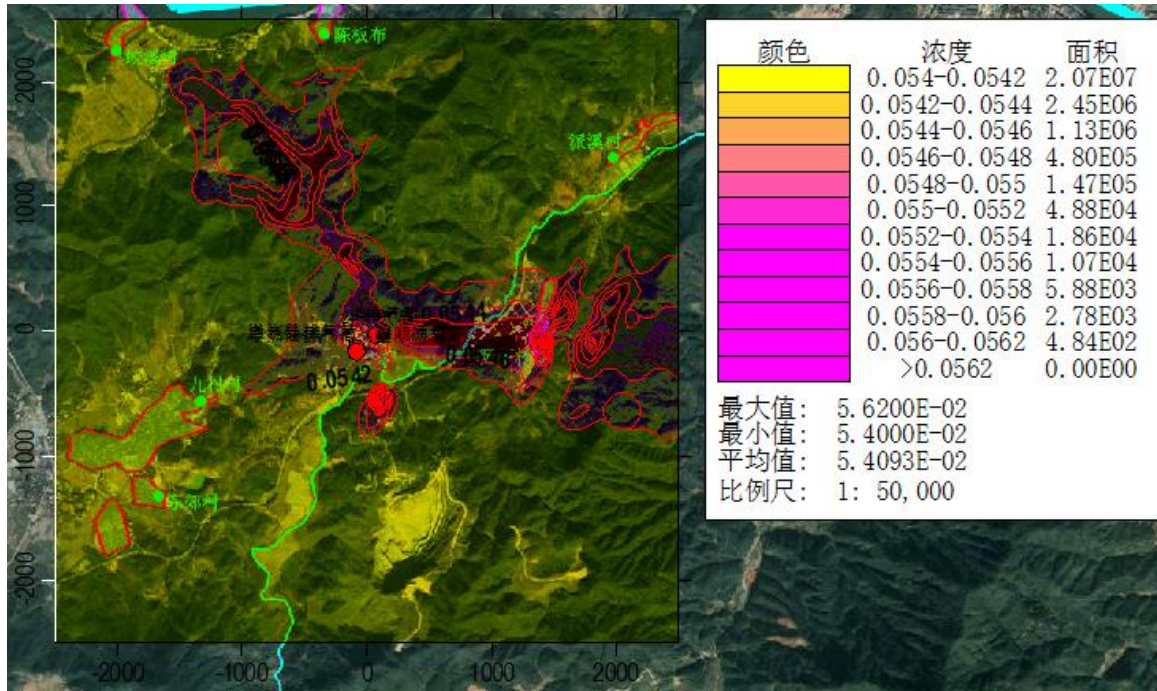 颜色 浓度 面积
0.054-0.0542 2.07E07
0.0542-0.0544 2.45E06
0.0544-0.0546 1.13E06
0.0546-0.0548 4.80E05
0.0548-0.055 1.47E05
0.055-0.0552 4.88E04
0.0552-0.0554 1.86E04
0.0554-0.0556 1.07E04
0.0556-0.0558 5.88E03
0.0558-0.056 2.78E03
0.056-0.0562 4.84E02
>0.0562 0.00E00
最大值: 5.6200E-02
最小值: 5.4000E-02
平均值: 5.4093E-02
比例尺: 1: 50,000
陈板布
派溪村
0.0544
0.0542
2000
1000
0
-1000
-2000
-2000 -1000 0 1000 2000